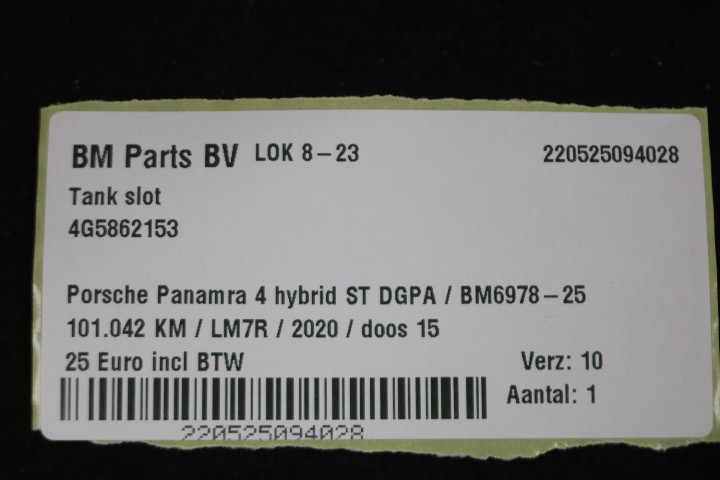 BM Parts BV LOK 8-23 220525094028
Tank slot
4G5862153
Porsche Panamra 4 hybrid ST DGPA / BM6978-25
101.042 KM / LM7R / 2020 / doos 15
25 Euro incl BTW Verz: 10
Aantal: 1
220525094028